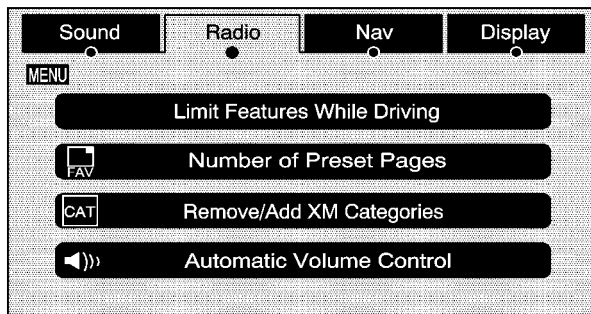 Sound Radio Nav Display
MENU
Limit Features While Driving
FAV Number of Preset Pages
CAT Remove/Add XM Categories
Automatic Volume Control